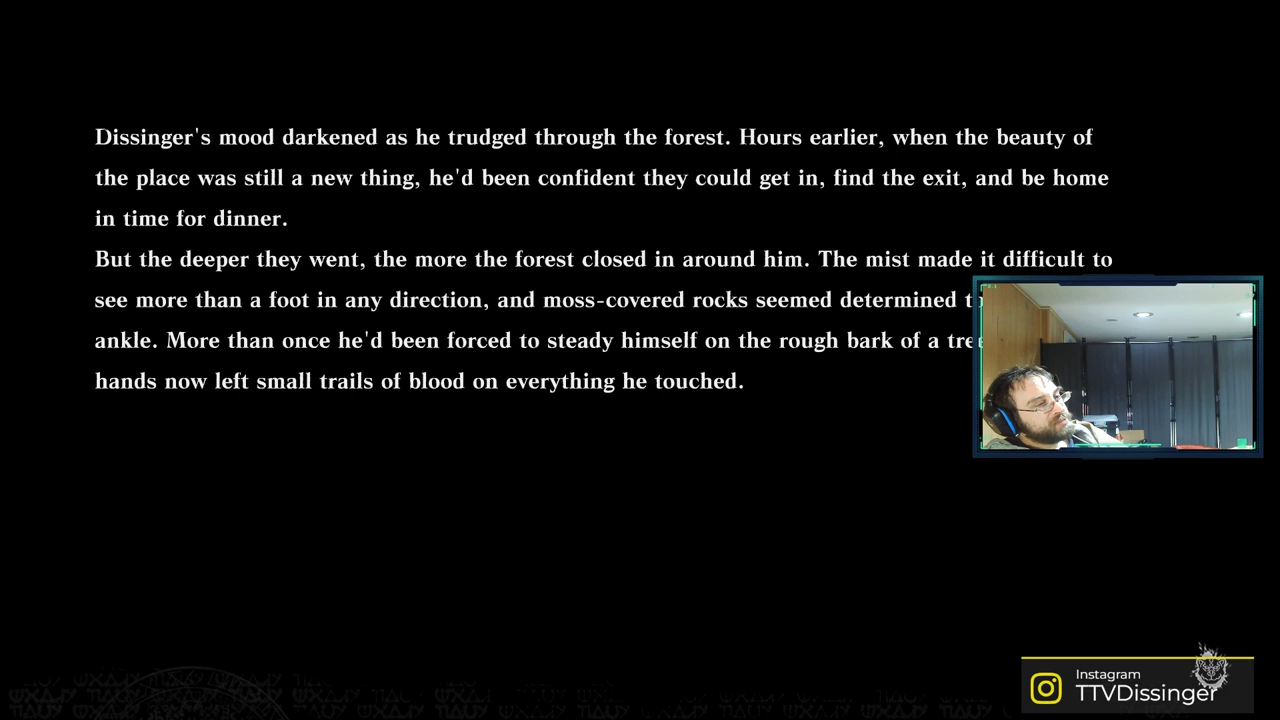 Dissinger's mood darkened as he trudged through the forest. Hours earlier, when the beauty of
the place was still a new thing, he'd been confident they could get in, find the exit, and be home
in time for dinner.
But the deeper they went, the more the forest closed in around him. The mist made it difficult to
see more than a foot in any direction, and moss-covered rocks seemed determined
ankle. More than once he'd been forced to steady himself on the rough bark of a
hands now left small trails of blood on everything he touched.
Instagram
TTVDissinger